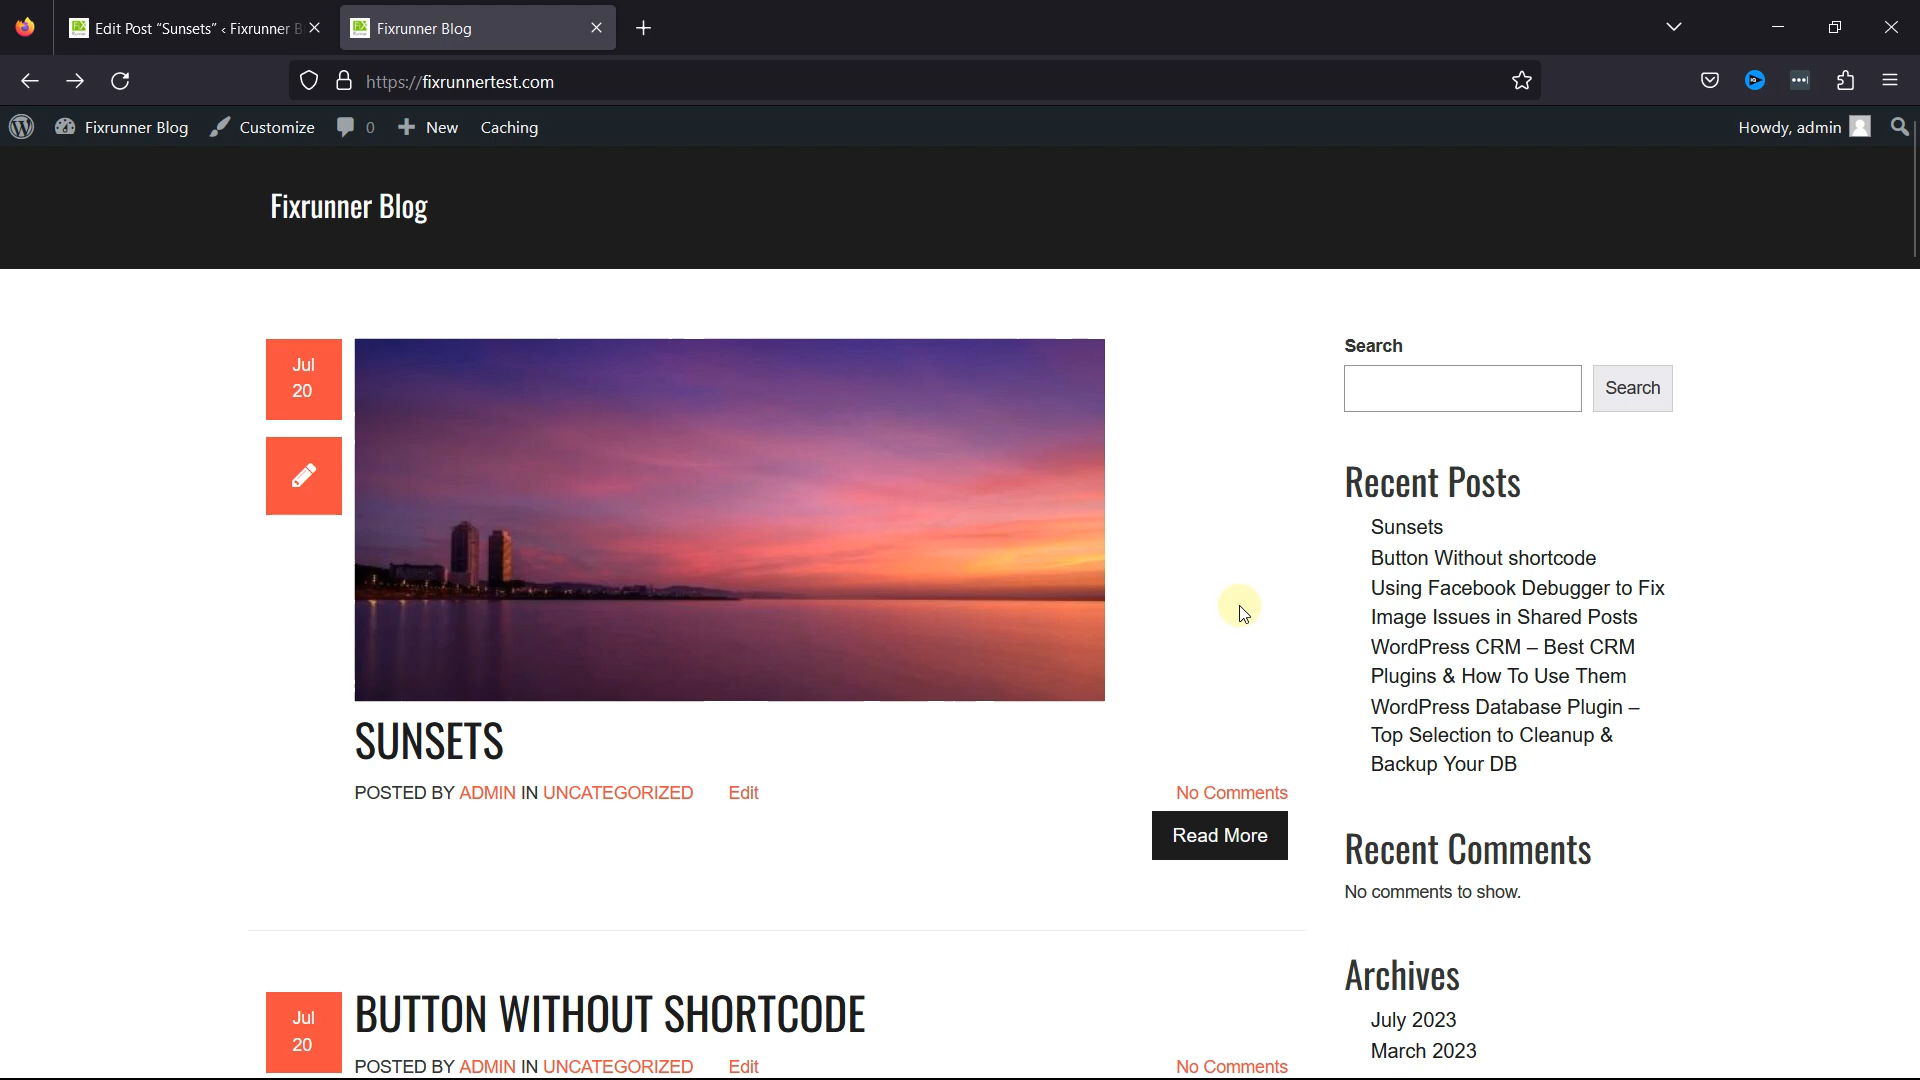 Edit Post “Sunsets” ‹ Fixrunner B
Fixrunner Blog
https://fixrunnertest.com
Fixrunner Blog
Customize
0
New
Caching
Howdy, admin
Fixrunner Blog
Jul
20
SUNSETS
POSTED BY ADMIN IN UNCATEGORIZED Edit
No Comments
Read More
Jul
20
BUTTON WITHOUT SHORTCODE
POSTED BY ADMIN IN UNCATEGORIZED Edit
No Comments
Search
Search
Recent Posts
Sunsets
Button Without shortcode
Using Facebook Debugger to Fix
Image Issues in Shared Posts
WordPress CRM – Best CRM
Plugins & How To Use Them
WordPress Database Plugin –
Top Selection to Cleanup &
Backup Your DB
Recent Comments
No comments to show.
Archives
July 2023
March 2023